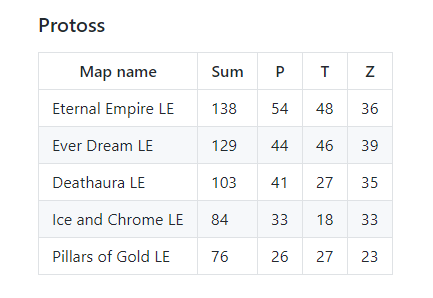 Protoss
Map name Sum P T Z
Eternal Empire LE 138 54 48 36
Ever Dream LE 129 44 46 39
Deathaura LE 103 41 27 35
Ice and Chrome LE 84 33 18 33
Pillars of Gold LE 76 26 27 23